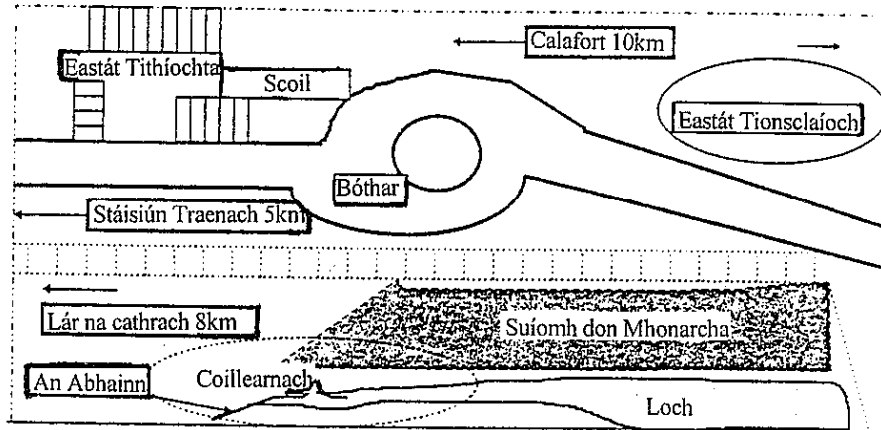 Calafort 10km
Eastát Tithíochta
Scoil
Eastát Tionsclaíoch
Bóthar
Stáisiún Traenach 5km
Lár na cathrach 8km
Suíomh don Mhonarcha
An Abhainn
Coillearnach
Loch